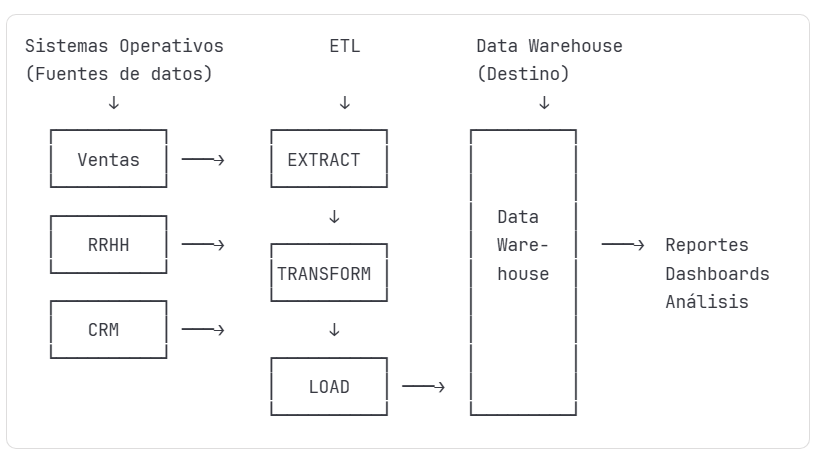 Sistemas Operativos
(Fuentes de datos)
↓
Ventas
RRHH
CRM
ETL
↓
EXTRACT
↓
TRANSFORM
↓
LOAD
Data Warehouse
(Destino)
↓
Data
Ware-
house
Reportes
Dashboards
Análisis